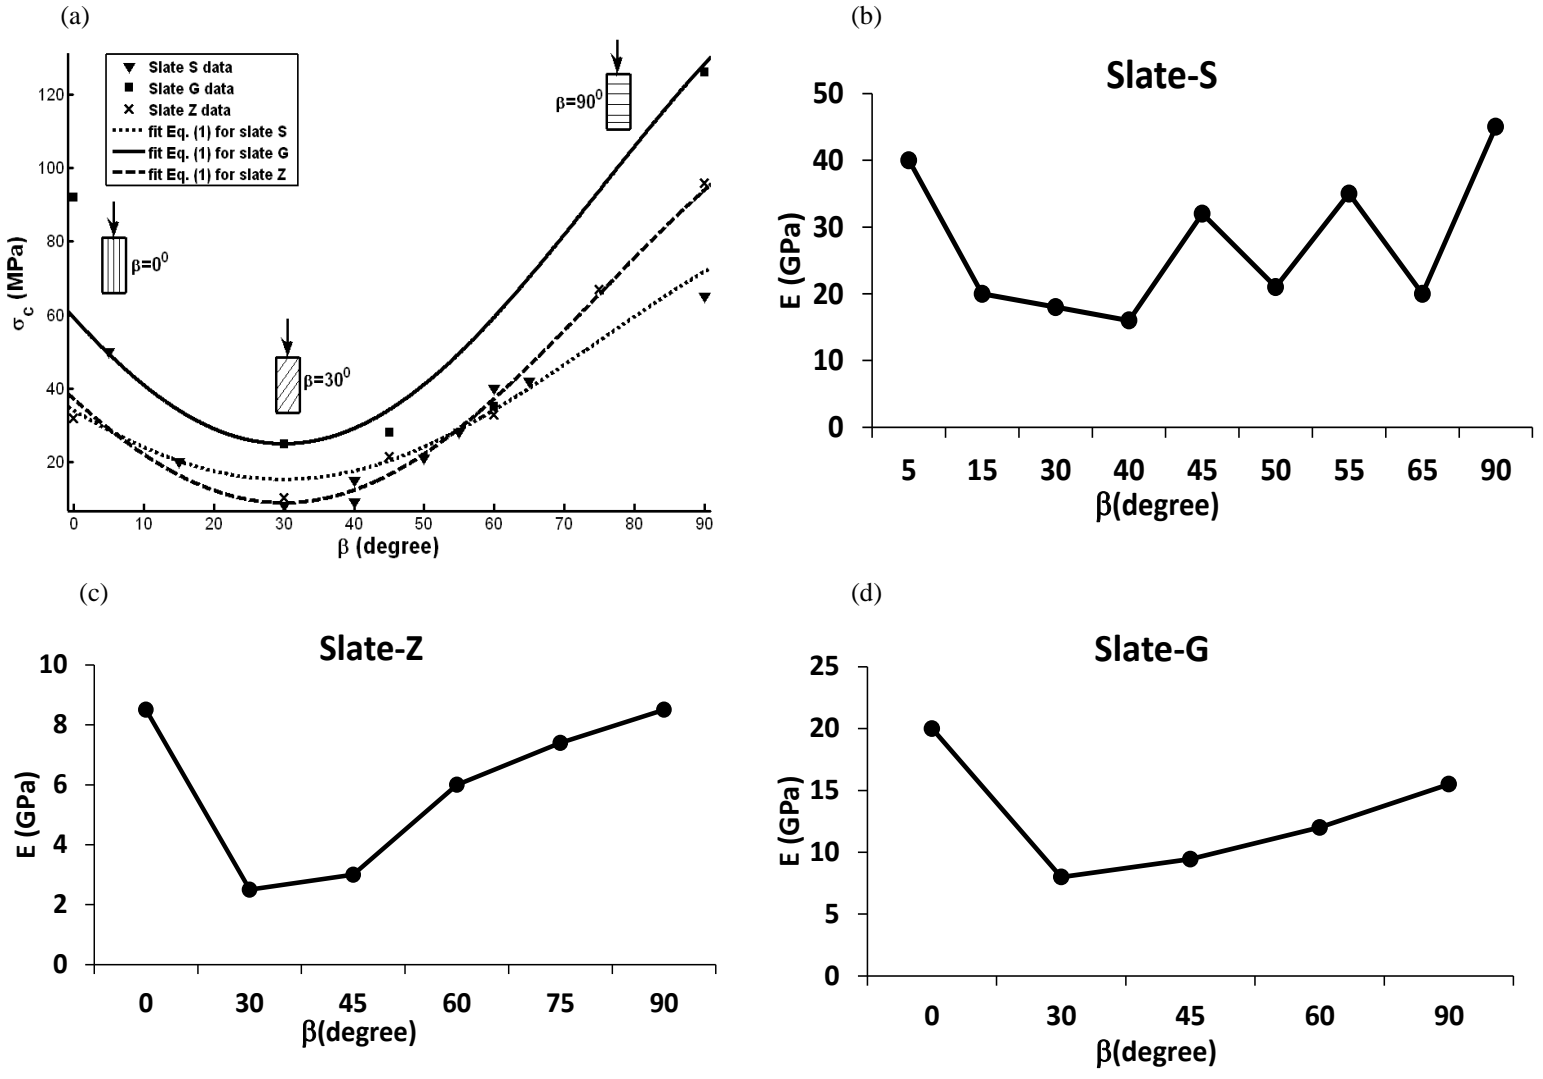 (a)
Slate S data
Slate G data
Slate Z data
fit Eq. (1) for slate S
fit Eq. (1) for slate G
fit Eq. (1) for slate Z
β=90⁰
β=0⁰
β=30⁰
σc (MPa)
120
100
80
60
40
20
0 10 20 30 40 50 60 70 80 90
β (degree)
(b)
Slate-S
E (GPa)
50
40
30
20
10
0
5 15 30 40 45 50 55 65 90
β(degree)
(c)
Slate-Z
E (GPa)
10
8
6
4
2
0
0 30 45 60 75 90
β(degree)
(d)
Slate-G
E (GPa)
25
20
15
10
5
0
0 30 45 60 90
β(degree)